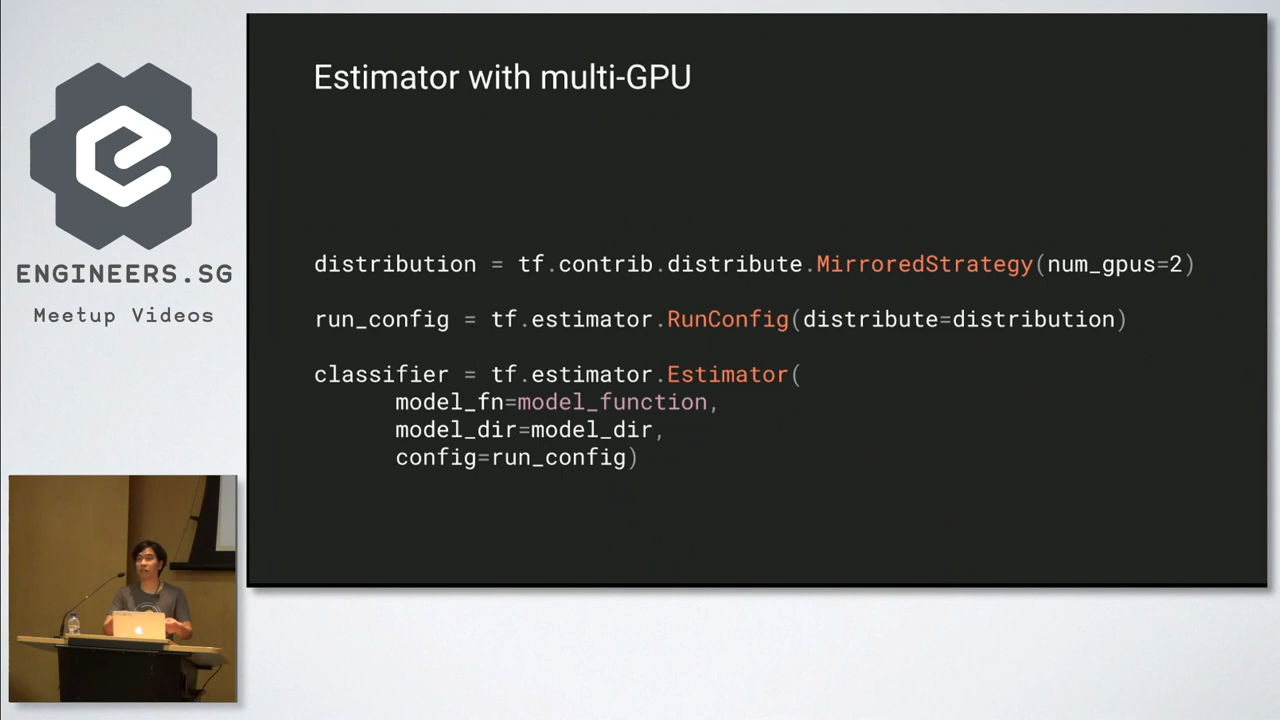 ENGINEERS.SG
Meetup Videos
Estimator with multi-GPU
distribution = tf.contrib.distribute.MirroredStrategy(num_gpus=2)
run_config = tf.estimator.RunConfig(distribute=distribution)
classifier = tf.estimator.Estimator(
model_fn=model_function,
model_dir=model_dir,
config=run_config)